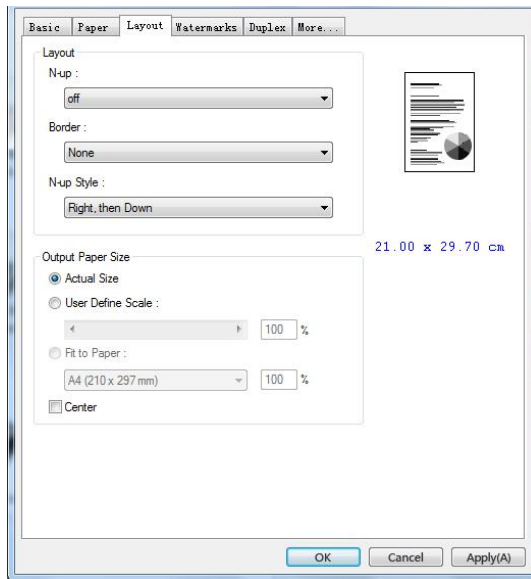 Basic Paper Layout Watermarks Duplex More...
Layout
N-up :
off
Border :
None
N-up Style :
Right, then Down
21.00 x 29.70 cm
Output Paper Size
Actual Size
User Define Scale :
100 %
Fit to Paper :
A4 (210 x 297 mm) 100 %
Center
OK Cancel Apply(A)